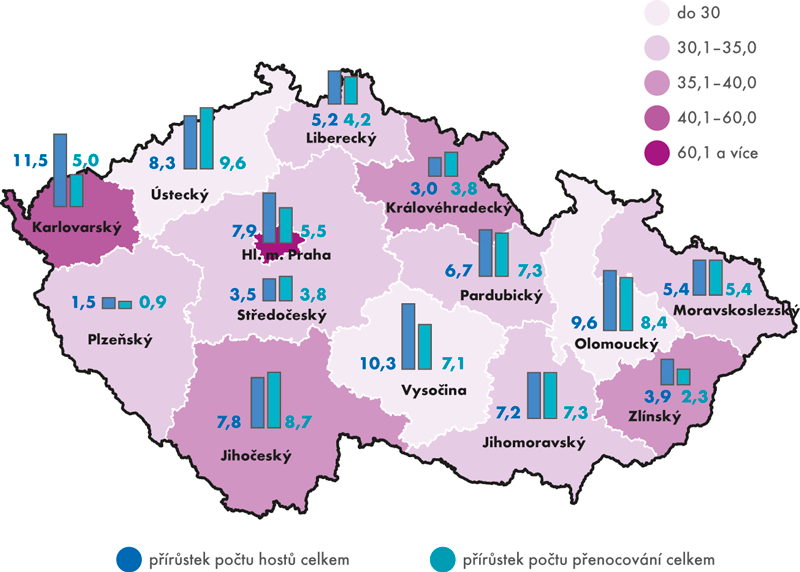 do 30
30,1–35,0
35,1–40,0
40,1–60,0
60,1 a více
5,2 4,2
Liberecký
11,5 5,0
Karlovarský
8,3 9,6
Ústecký
3,0 3,8
Královéhradecký
7,9 5,5
Hl. m. Praha
3,5 3,8
Středočeský
6,7 7,3
Pardubický
5,4 5,4
Moravskoslezský
1,5 0,9
Plzeňský
9,6 8,4
Olomoucký
10,3 7,1
Vysočina
3,9 2,3
Zlínský
7,8 8,7
Jihočeský
7,2 7,3
Jihomoravský
přírůstek počtu hostů celkem
přírůstek počtu přenocování celkem